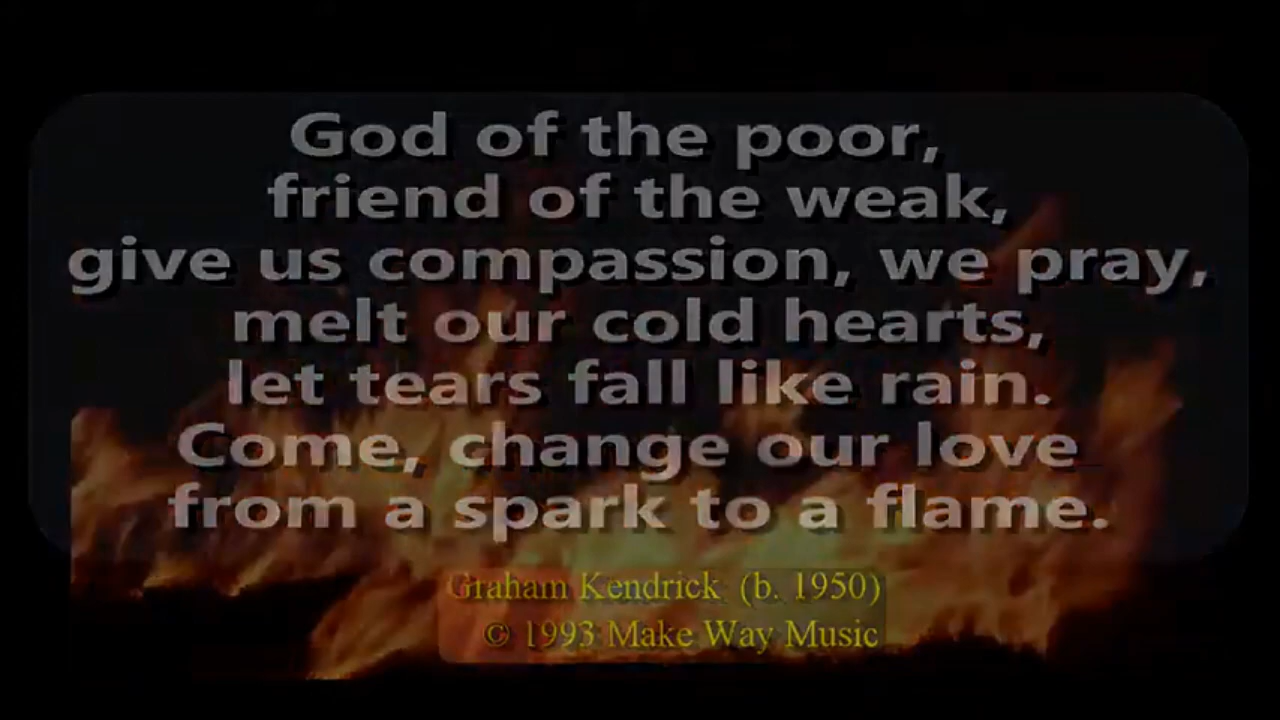 God of the poor,
friend of the weak,
give us compassion, we pray,
melt our cold hearts,
let tears fall like rain.
Come, change our love
from a spark to a flame.
Graham Kendrick (b. 1950)
© 1993 Make Way Music